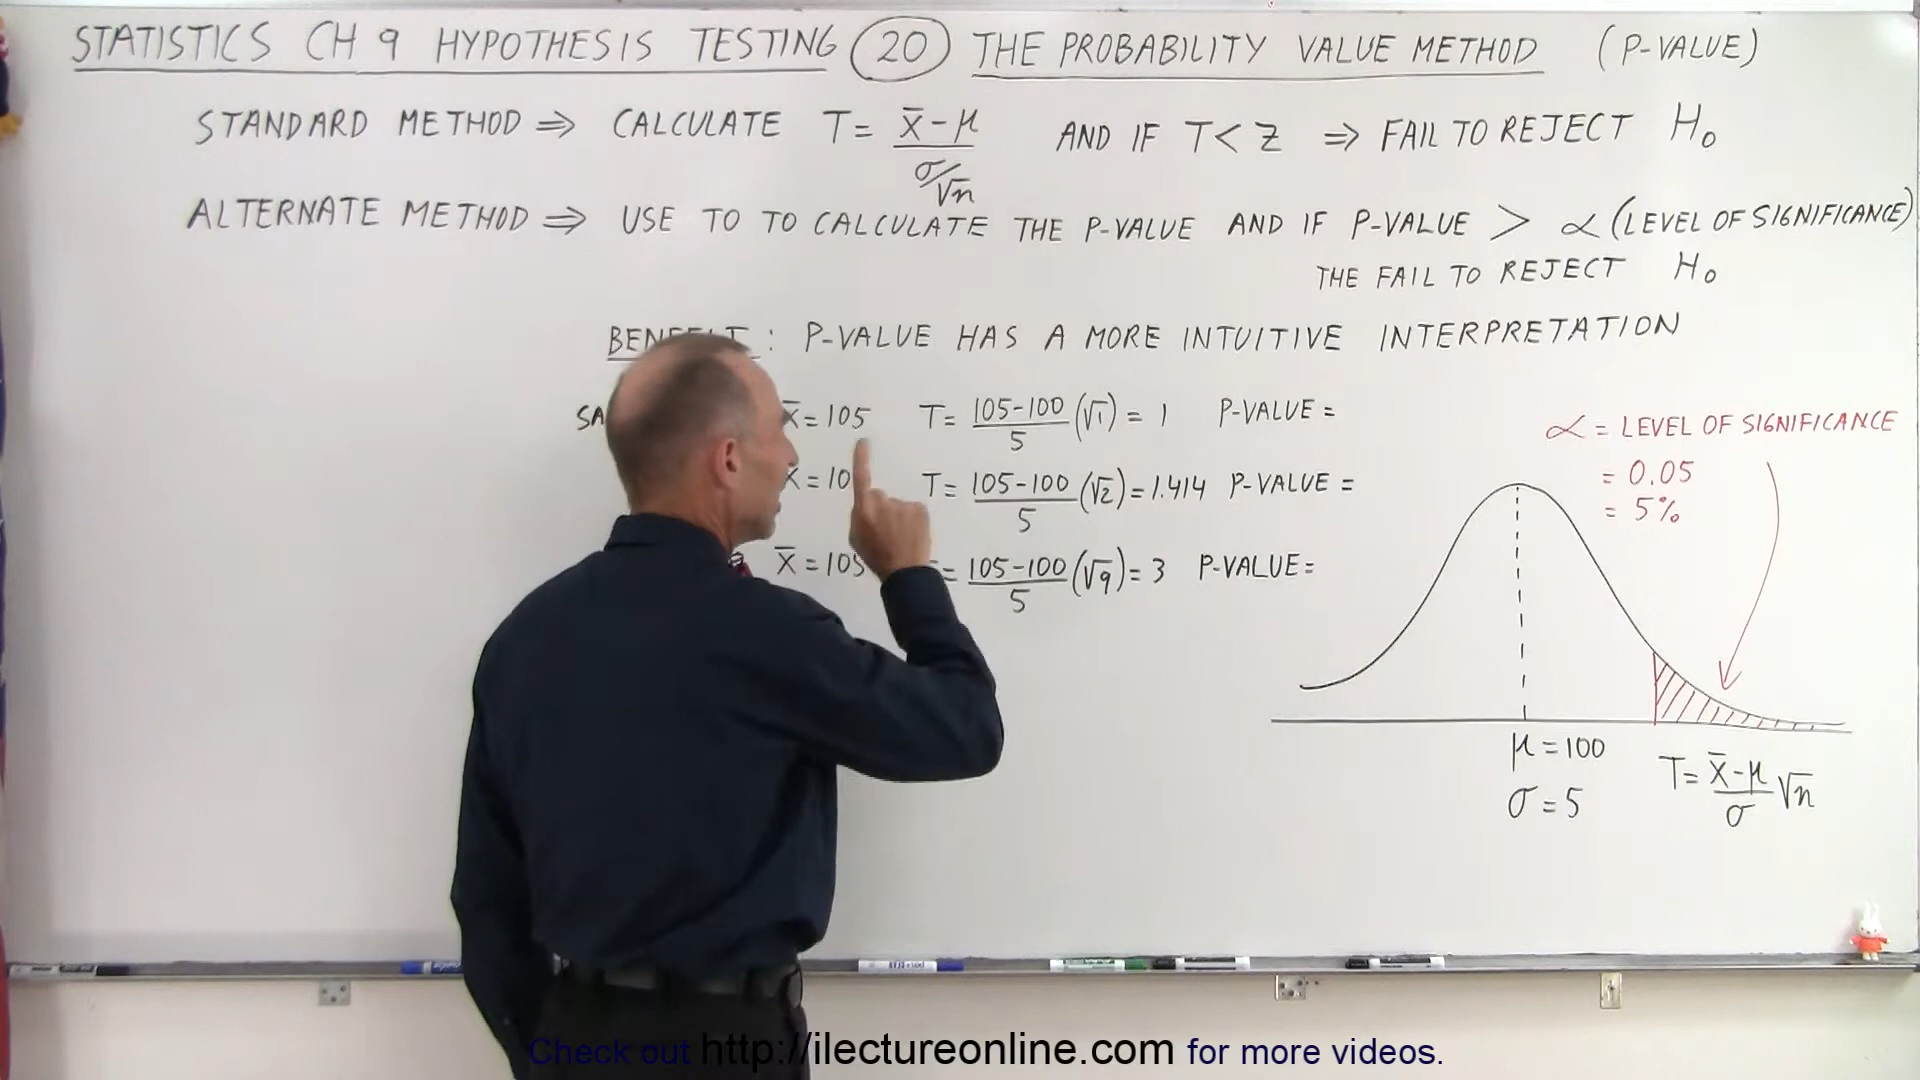 STATISTICS CH 9 HYPOTHESIS TESTING 20 THE PROBABILITY VALUE METHOD (P-VALUE)
STANDARD METHOD ⇒ CALCULATE T = (x̄ - μ) / (σ/√n) AND IF T < Z ⇒ FAIL TO REJECT H₀
ALTERNATE METHOD ⇒ USE TO TO CALCULATE THE P-VALUE AND IF P-VALUE > α (LEVEL OF SIGNIFICANCE)
THE FAIL TO REJECT H₀
: P-VALUE HAS A MORE INTUITIVE INTERPRETATION
x̄ = 105 T = (105-100)/5 (√1) = 1 P-VALUE =
T = (105-100)/5 (√2) = 1.414 P-VALUE =
x̄ = 105 = (105-100)/5 (√9) = 3 P-VALUE =
α = LEVEL OF SIGNIFICANCE
= 0.05
= 5%
μ = 100
σ = 5
T = (x̄ - μ)/σ √n
Check out http://ilectureonline.com for more videos.